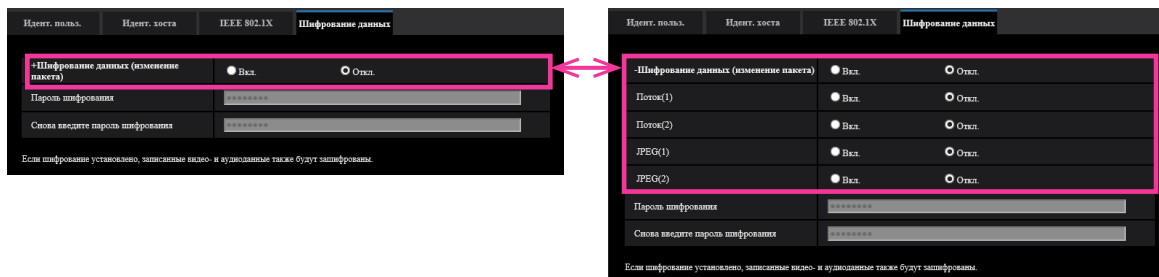 Идент. польз. Идент. хоста IEEE 802.1X Шифрование данных
+Шифрование данных (изменение
пакета) Вкл. Откл.
Пароль шифрования
Снова введите пароль шифрования
Если шифрование установлено, записанные видео- и аудиоданные также будут зашифрованы.
Идент. польз. Идент. хоста IEEE 802.1X Шифрование данных
-Шифрование данных (изменение пакета) Вкл. Откл.
Поток(1) Вкл. Откл.
Поток(2) Вкл. Откл.
JPEG(1) Вкл. Откл.
JPEG(2) Вкл. Откл.
Пароль шифрования
Снова введите пароль шифрования
Если шифрование установлено, записанные видео- и аудиоданные также будут зашифрованы.